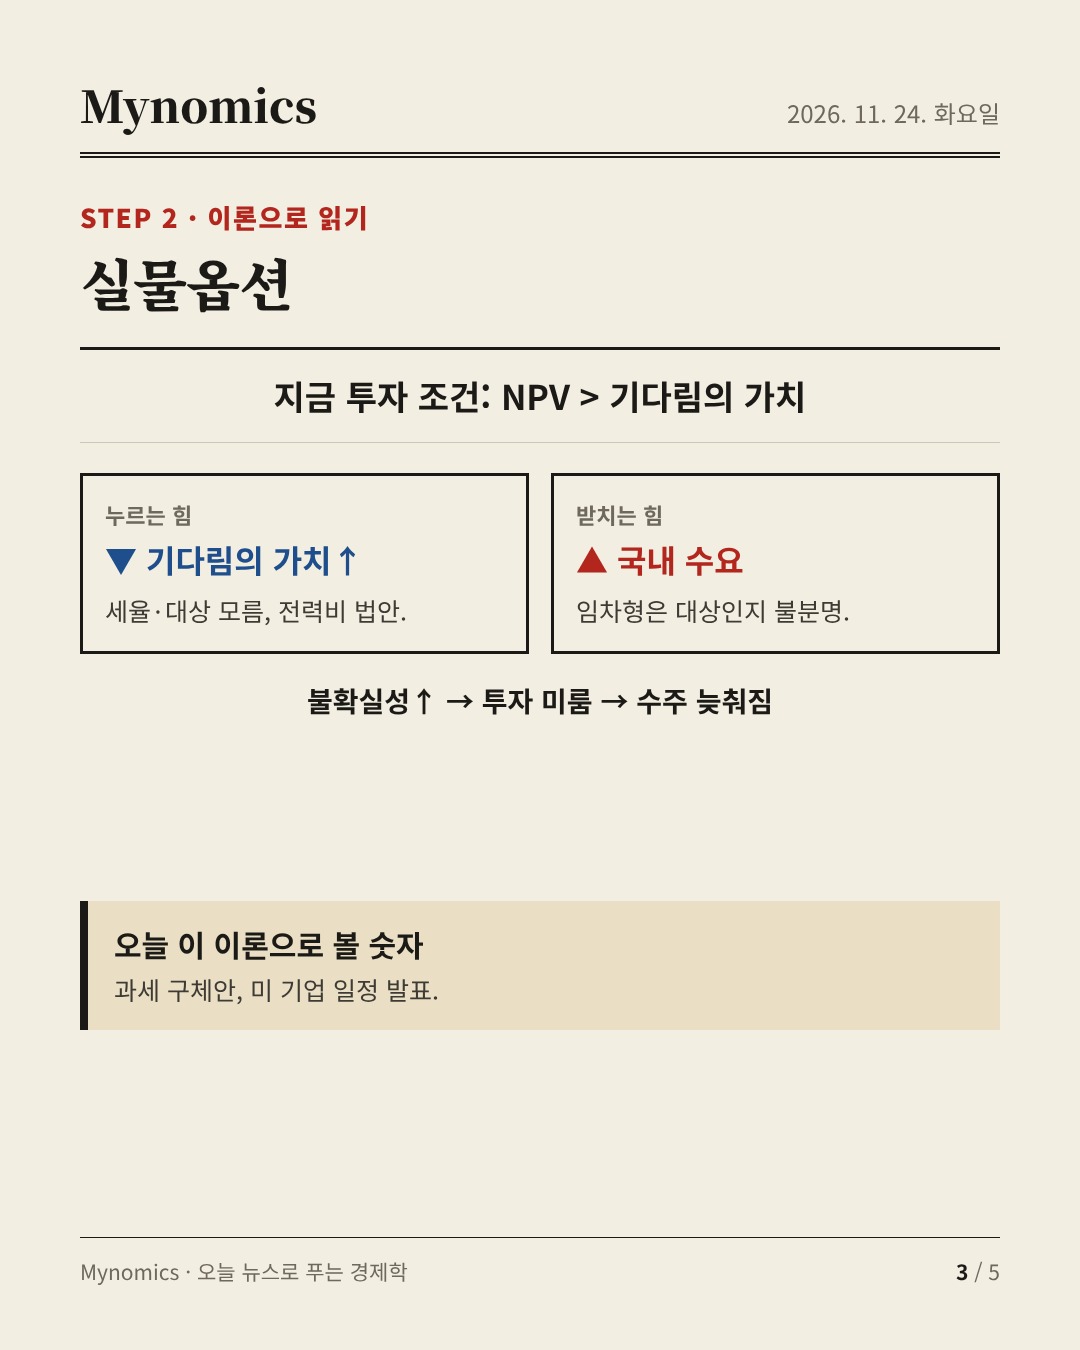 Mynomics
2026. 11. 24. 화요일
STEP 2 · 이론으로 읽기
실물옵션
지금 투자 조건: NPV > 기다림의 가치
누르는 힘
▼ 기다림의 가치↑
세율·대상 모름, 전력비 법안.
받치는 힘
▲ 국내 수요
임차형은 대상인지 불분명.
불확실성↑ → 투자 미룸 → 수주 늦춰짐
오늘 이 이론으로 볼 숫자
과세 구체안, 미 기업 일정 발표.
Mynomics · 오늘 뉴스로 푸는 경제학
3 / 5